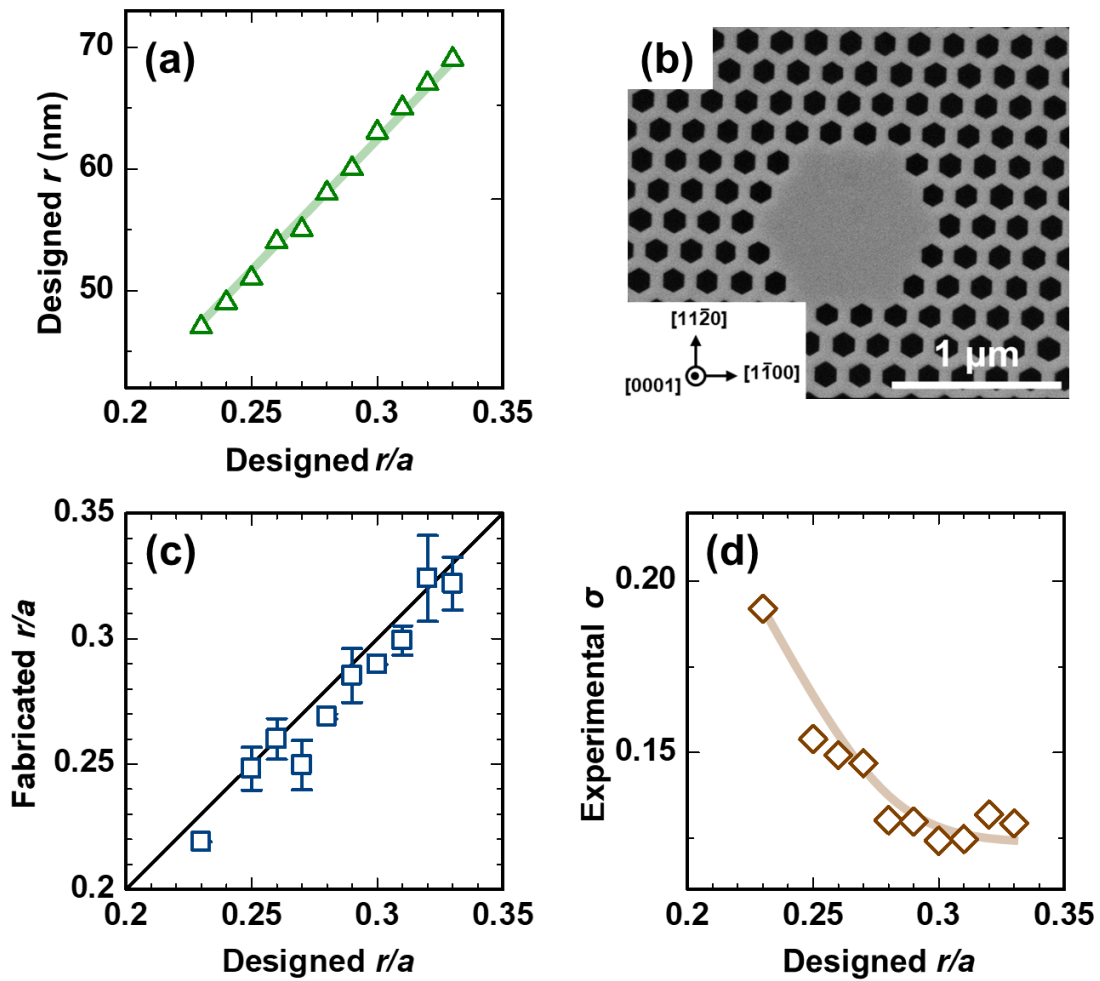 (a)
70
60
50
Designed r (nm)
0.2 0.25 0.3 0.35
Designed r/a
(b)
[112̄0]
[11̄00]
[0001]
1 μm
(c)
0.35
0.3
0.25
0.2
Fabricated r/a
0.2 0.25 0.3 0.35
Designed r/a
(d)
0.20
0.15
Experimental σ
0.2 0.25 0.3 0.35
Designed r/a